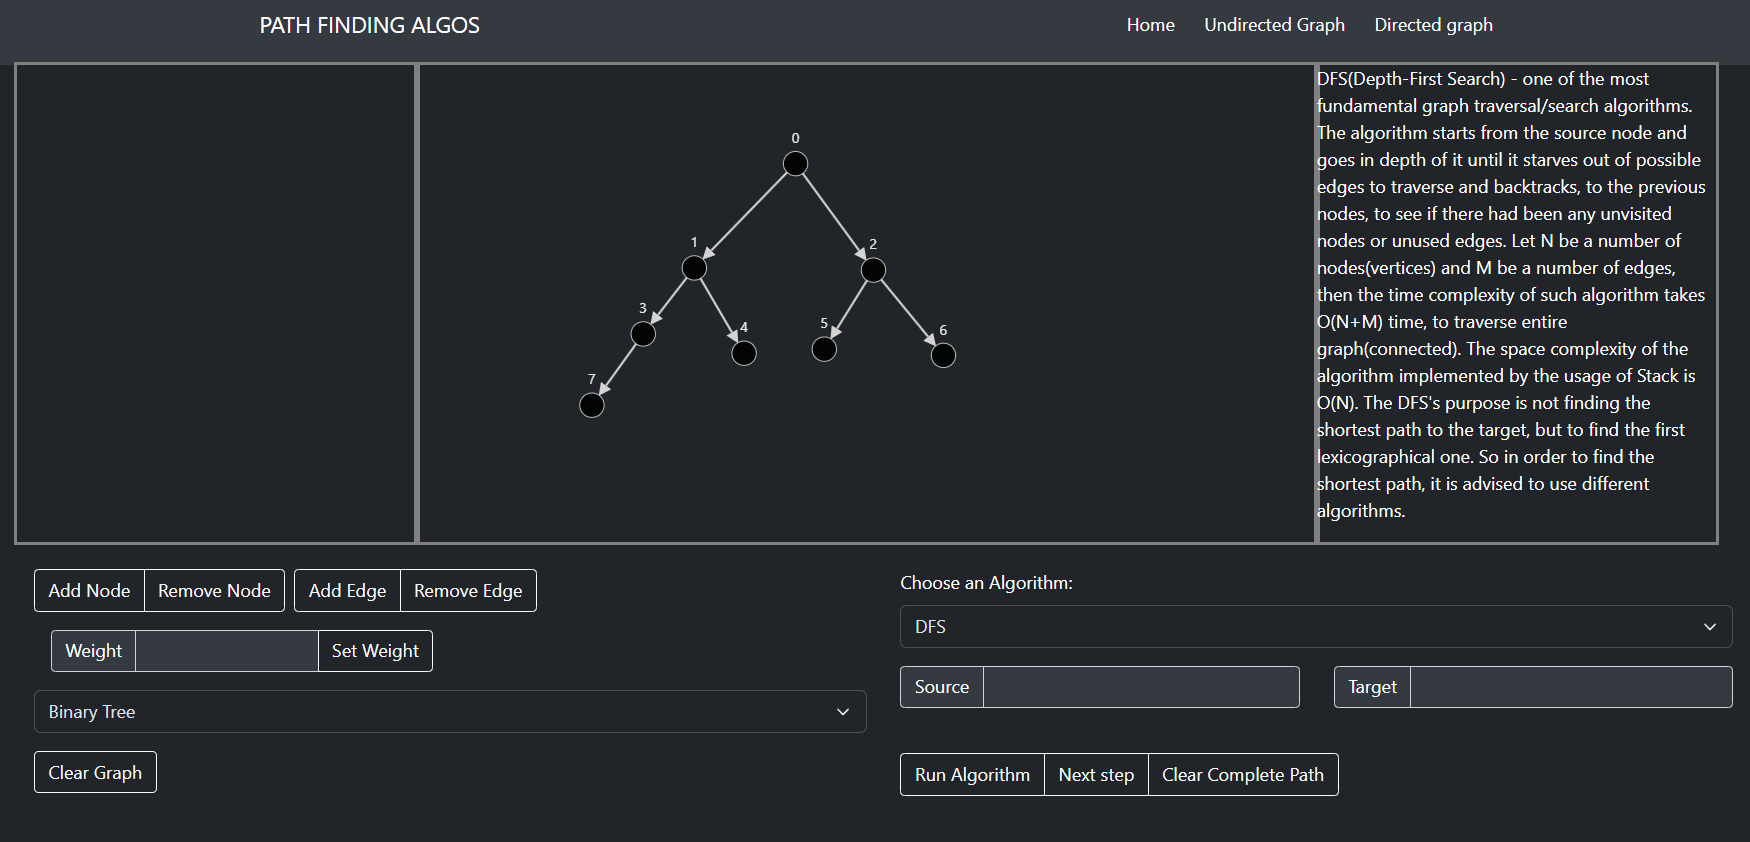 PATH FINDING ALGOS
Home
Undirected Graph
Directed graph
0
1
2
3
4
5
6
7
DFS(Depth-First Search) - one of the most
fundamental graph traversal/search algorithms.
The algorithm starts from the source node and
goes in depth of it until it starves out of possible
edges to traverse and backtracks, to the previous
nodes, to see if there had been any unvisited
nodes or unused edges. Let N be a number of
nodes(vertices) and M be a number of edges,
then the time complexity of such algorithm takes
O(N+M) time, to traverse entire
graph(connected). The space complexity of the
algorithm implemented by the usage of Stack is
O(N). The DFS's purpose is not finding the
shortest path to the target, but to find the first
lexicographical one. So in order to find the
shortest path, it is advised to use different
algorithms.
Add Node
Remove Node
Add Edge
Remove Edge
Weight
Set Weight
Binary Tree
Clear Graph
Choose an Algorithm:
DFS
Source
Target
Run Algorithm
Next step
Clear Complete Path